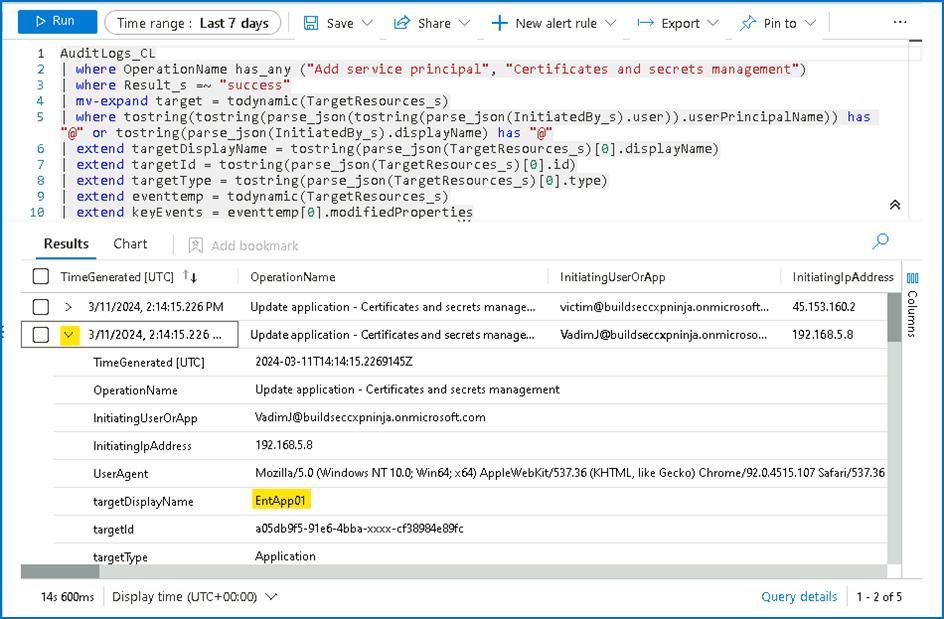 Run Time range : Last 7 days Save Share New alert rule Export Pin to ...
1 AuditLogs_CL
2 | where OperationName has_any ("Add service principal", "Certificates and secrets management")
3 | where Result_s =~ "success"
4 | mv-expand target = todynamic(TargetResources_s)
5 | where tostring(tostring(parse_json(tostring(parse_json(InitiatedBy_s).user)).userPrincipalName)) has
"@" or tostring(parse_json(InitiatedBy_s).displayName) has "@"
6 | extend targetDisplayName = tostring(parse_json(TargetResources_s)[0].displayName)
7 | extend targetId = tostring(parse_json(TargetResources_s)[0].id)
8 | extend targetType = tostring(parse_json(TargetResources_s)[0].type)
9 | extend eventtemp = todynamic(TargetResources_s)
10 | extend keyEvents = eventtemp[0].modifiedProperties
Results Chart Add bookmark
TimeGenerated [UTC] OperationName InitiatingUserOrApp InitiatingIpAddress
Columns
3/11/2024, 2:14:15.226 PM Update application - Certificates and secrets manage... victim@buildseccxpninja.onmicrosoft... 45.153.160.2
3/11/2024, 2:14:15.226 ... Update application - Certificates and secrets manage... VadimJ@buildseccxpninja.onmicroso... 192.168.5.8
TimeGenerated [UTC] 2024-03-11T14:14:15.2269145Z
OperationName Update application - Certificates and secrets management
InitiatingUserOrApp VadimJ@buildseccxpninja.onmicrosoft.com
InitiatingIpAddress 192.168.5.8
UserAgent Mozilla/5.0 (Windows NT 10.0; Win64; x64) AppleWebKit/537.36 (KHTML, like Gecko) Chrome/92.0.4515.107 Safari/537.36
targetDisplayName EntApp01
targetId a05db9f5-91e6-4bba-xxxx-cf38984e89fc
targetType Application
14s 600ms Display time (UTC+00:00) Query details 1 - 2 of 5